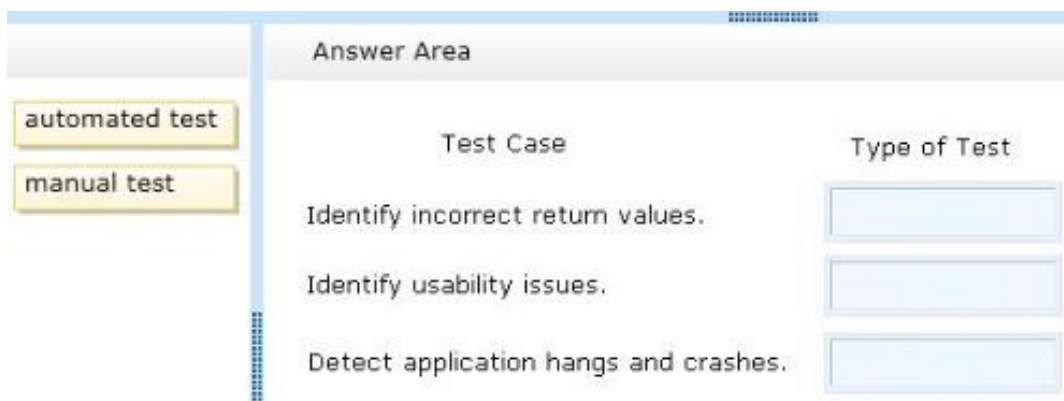 Answer Area
automated test
manual test
Test Case
Type of Test
Identify incorrect return values.
Identify usability issues.
Detect application hangs and crashes.